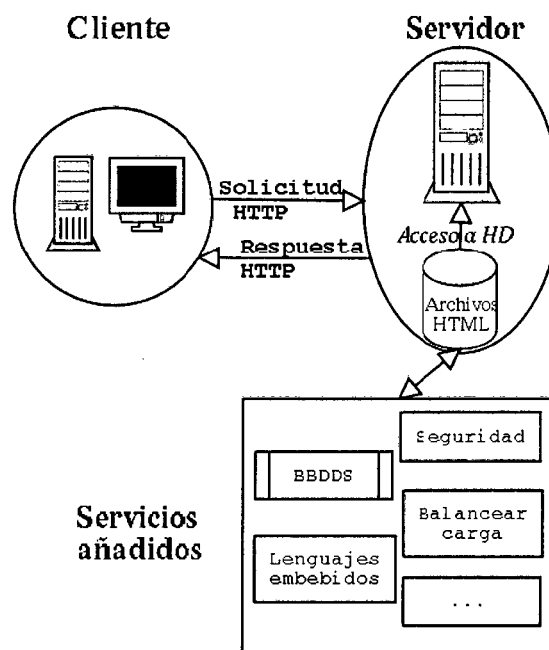 Cliente
Servidor
Solicitud
HTTP
Respuesta
HTTP
Acceso a HD
Archivos
HTML
Servicios
añadidos
Seguridad
BBDDS
Balancear
carga
Lenguajes
embebidos
...